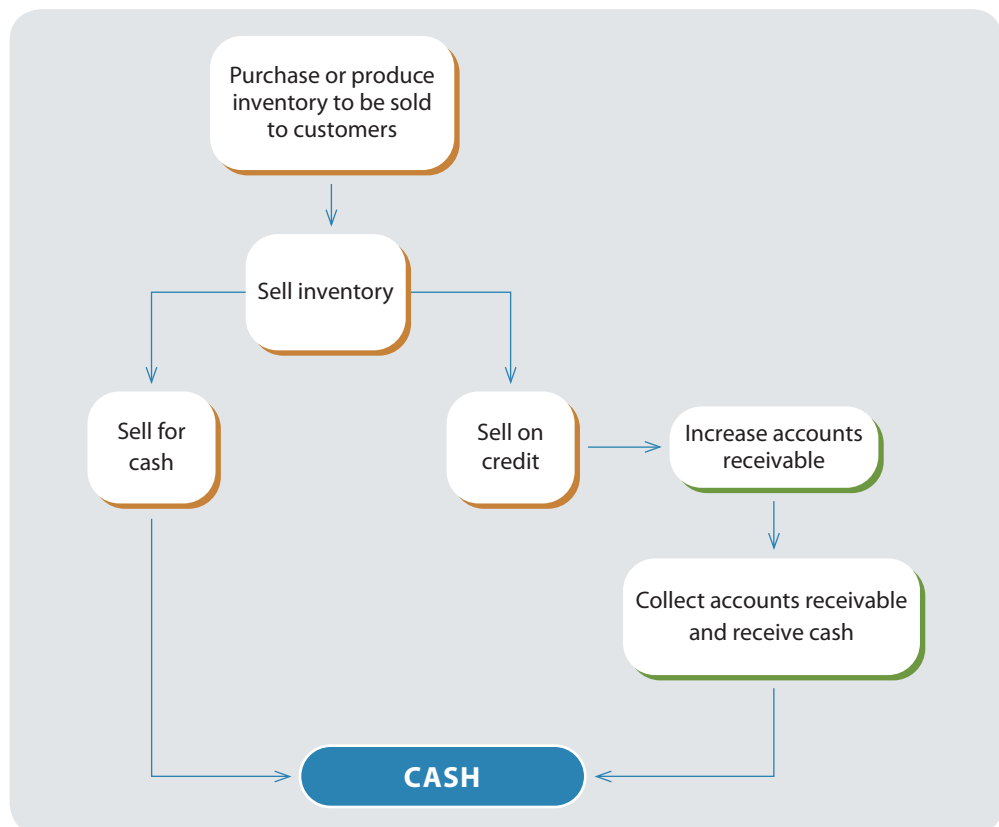 Purchase or produce
inventory to be sold
to customers
Sell inventory
Sell for
cash
Sell on
credit
Increase accounts
receivable
Collect accounts receivable
and receive cash
CASH